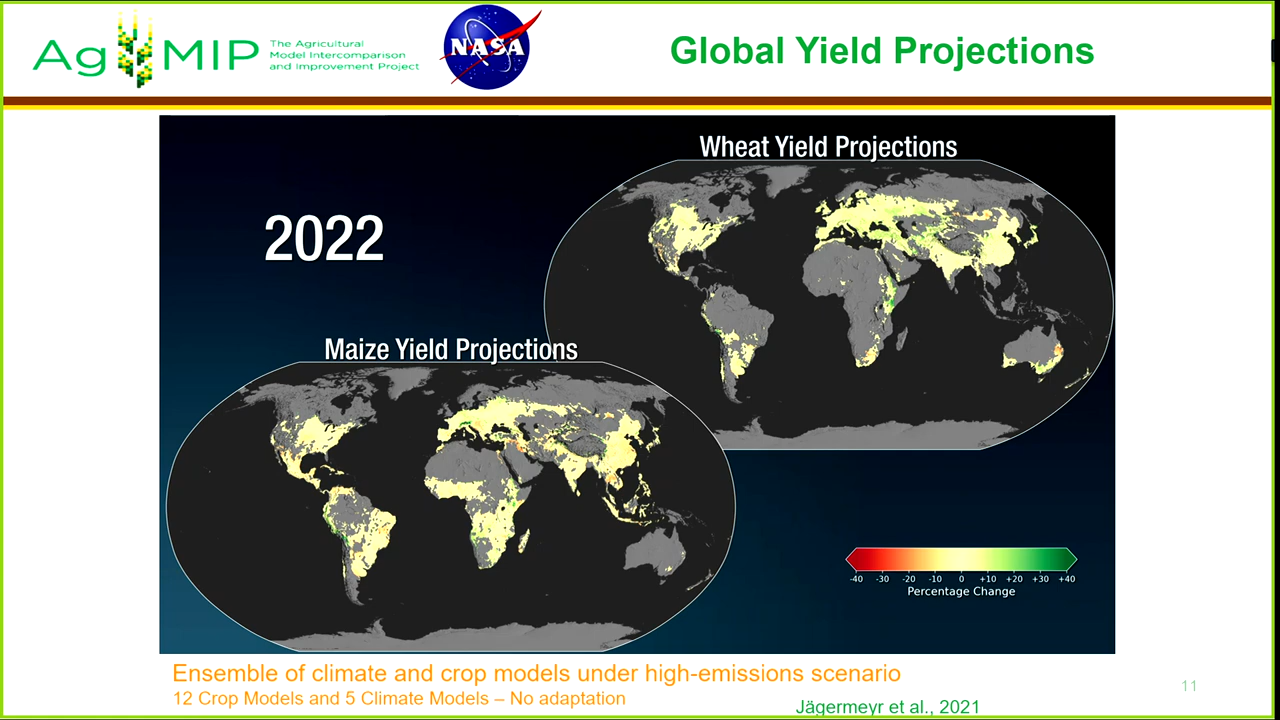 AgMIP
The Agricultural
Model Intercomparison
and Improvement Project
NASA
Global Yield Projections
Wheat Yield Projections
2022
Maize Yield Projections
-40 -30 -20 -10 0 +10 +20 +30 +40
Percentage Change
Ensemble of climate and crop models under high-emissions scenario
12 Crop Models and 5 Climate Models – No adaptation
Jägermeyr et al., 2021
11